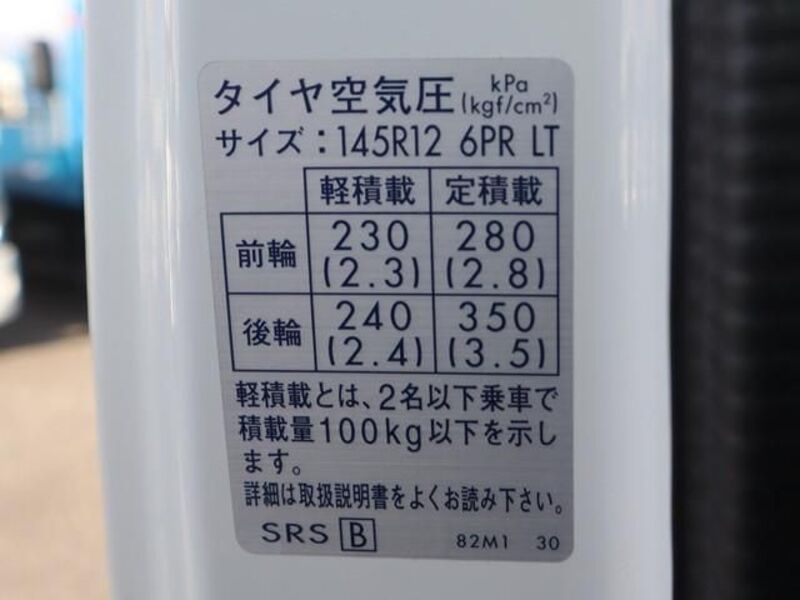 タイヤ空気圧 kPa (kgf/cm²)
サイズ：145R12 6PR LT
軽積載 定積載
前輪 230 (2.3) 280 (2.8)
後輪 240 (2.4) 350 (3.5)
軽積載とは、2名以下乗車で
積載量100kg以下を示し
ます。
詳細は取扱説明書をよくお読み下さい。
SRS B 82M1 30